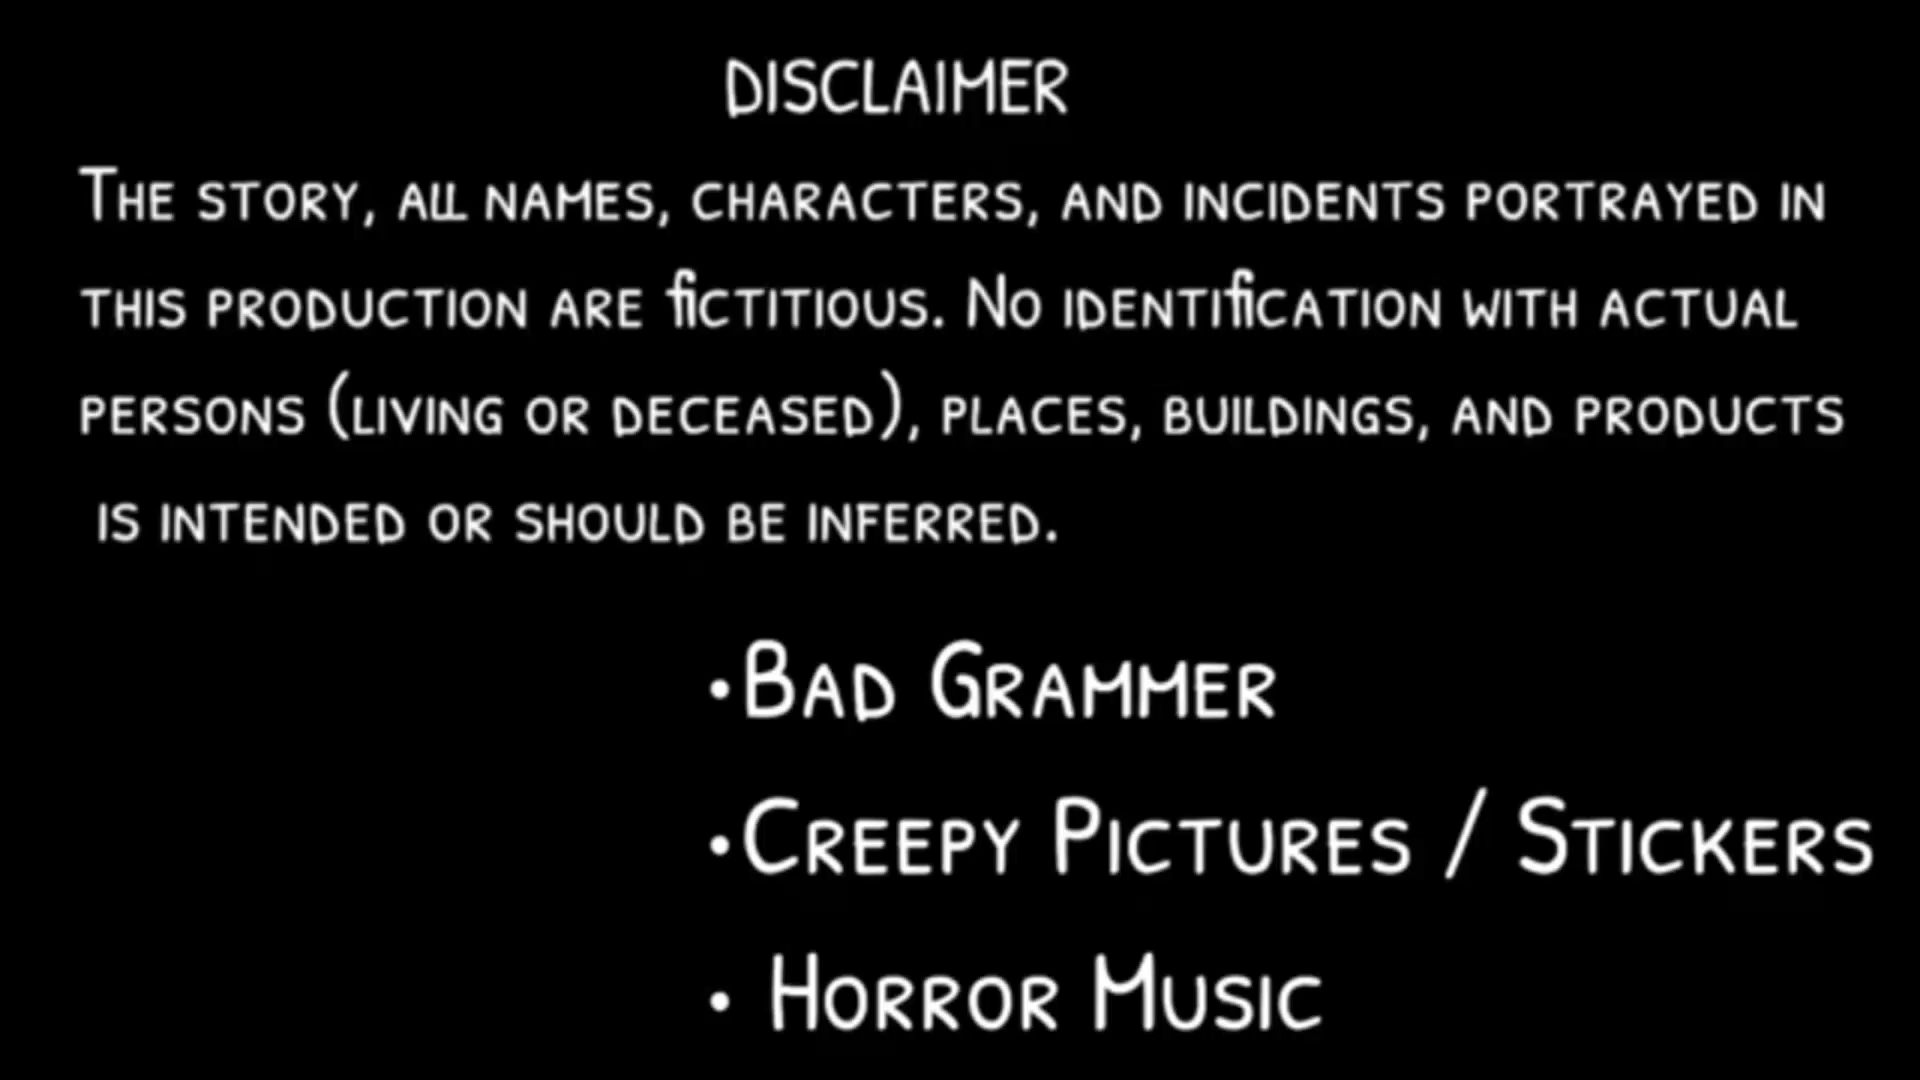 DISCLAIMER
The story, all names, characters, and incidents portrayed in
this production are fictitious. No identification with actual
persons (living or deceased), places, buildings, and products
is intended or should be inferred.
•Bad Grammer
•Creepy Pictures / Stickers
• Horror Music